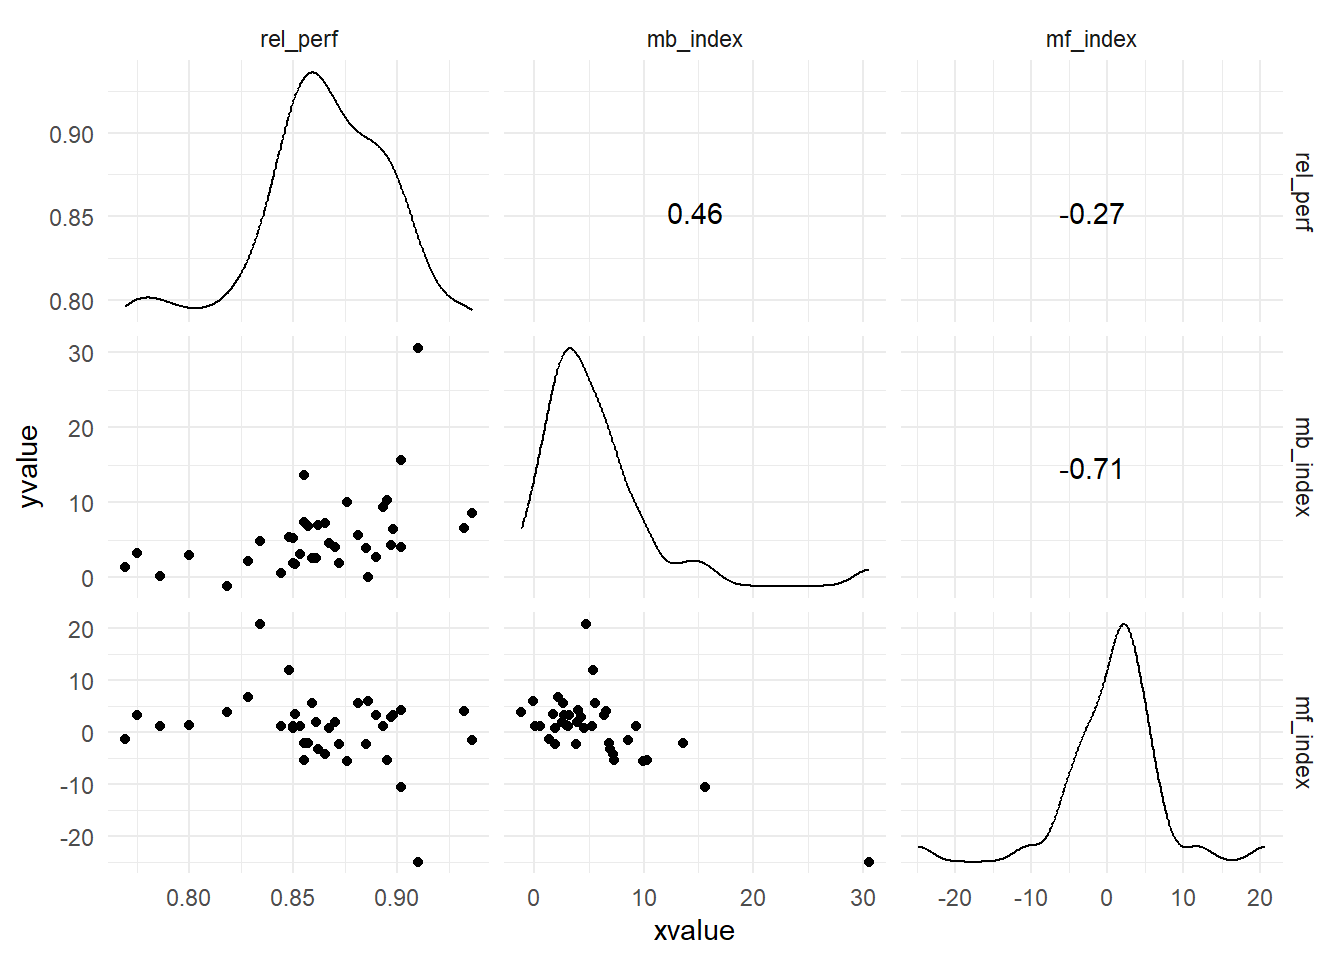 rel_perf mb_index mf_index
0.90
0.85
0.80
0.46
-0.27
rel_perf
30
20
10
0
-0.71
mb_index
20
10
0
-10
-20
mf_index
0.80 0.85 0.90
0 10 20 30
-20 -10 0 10 20
xvalue
yvalue